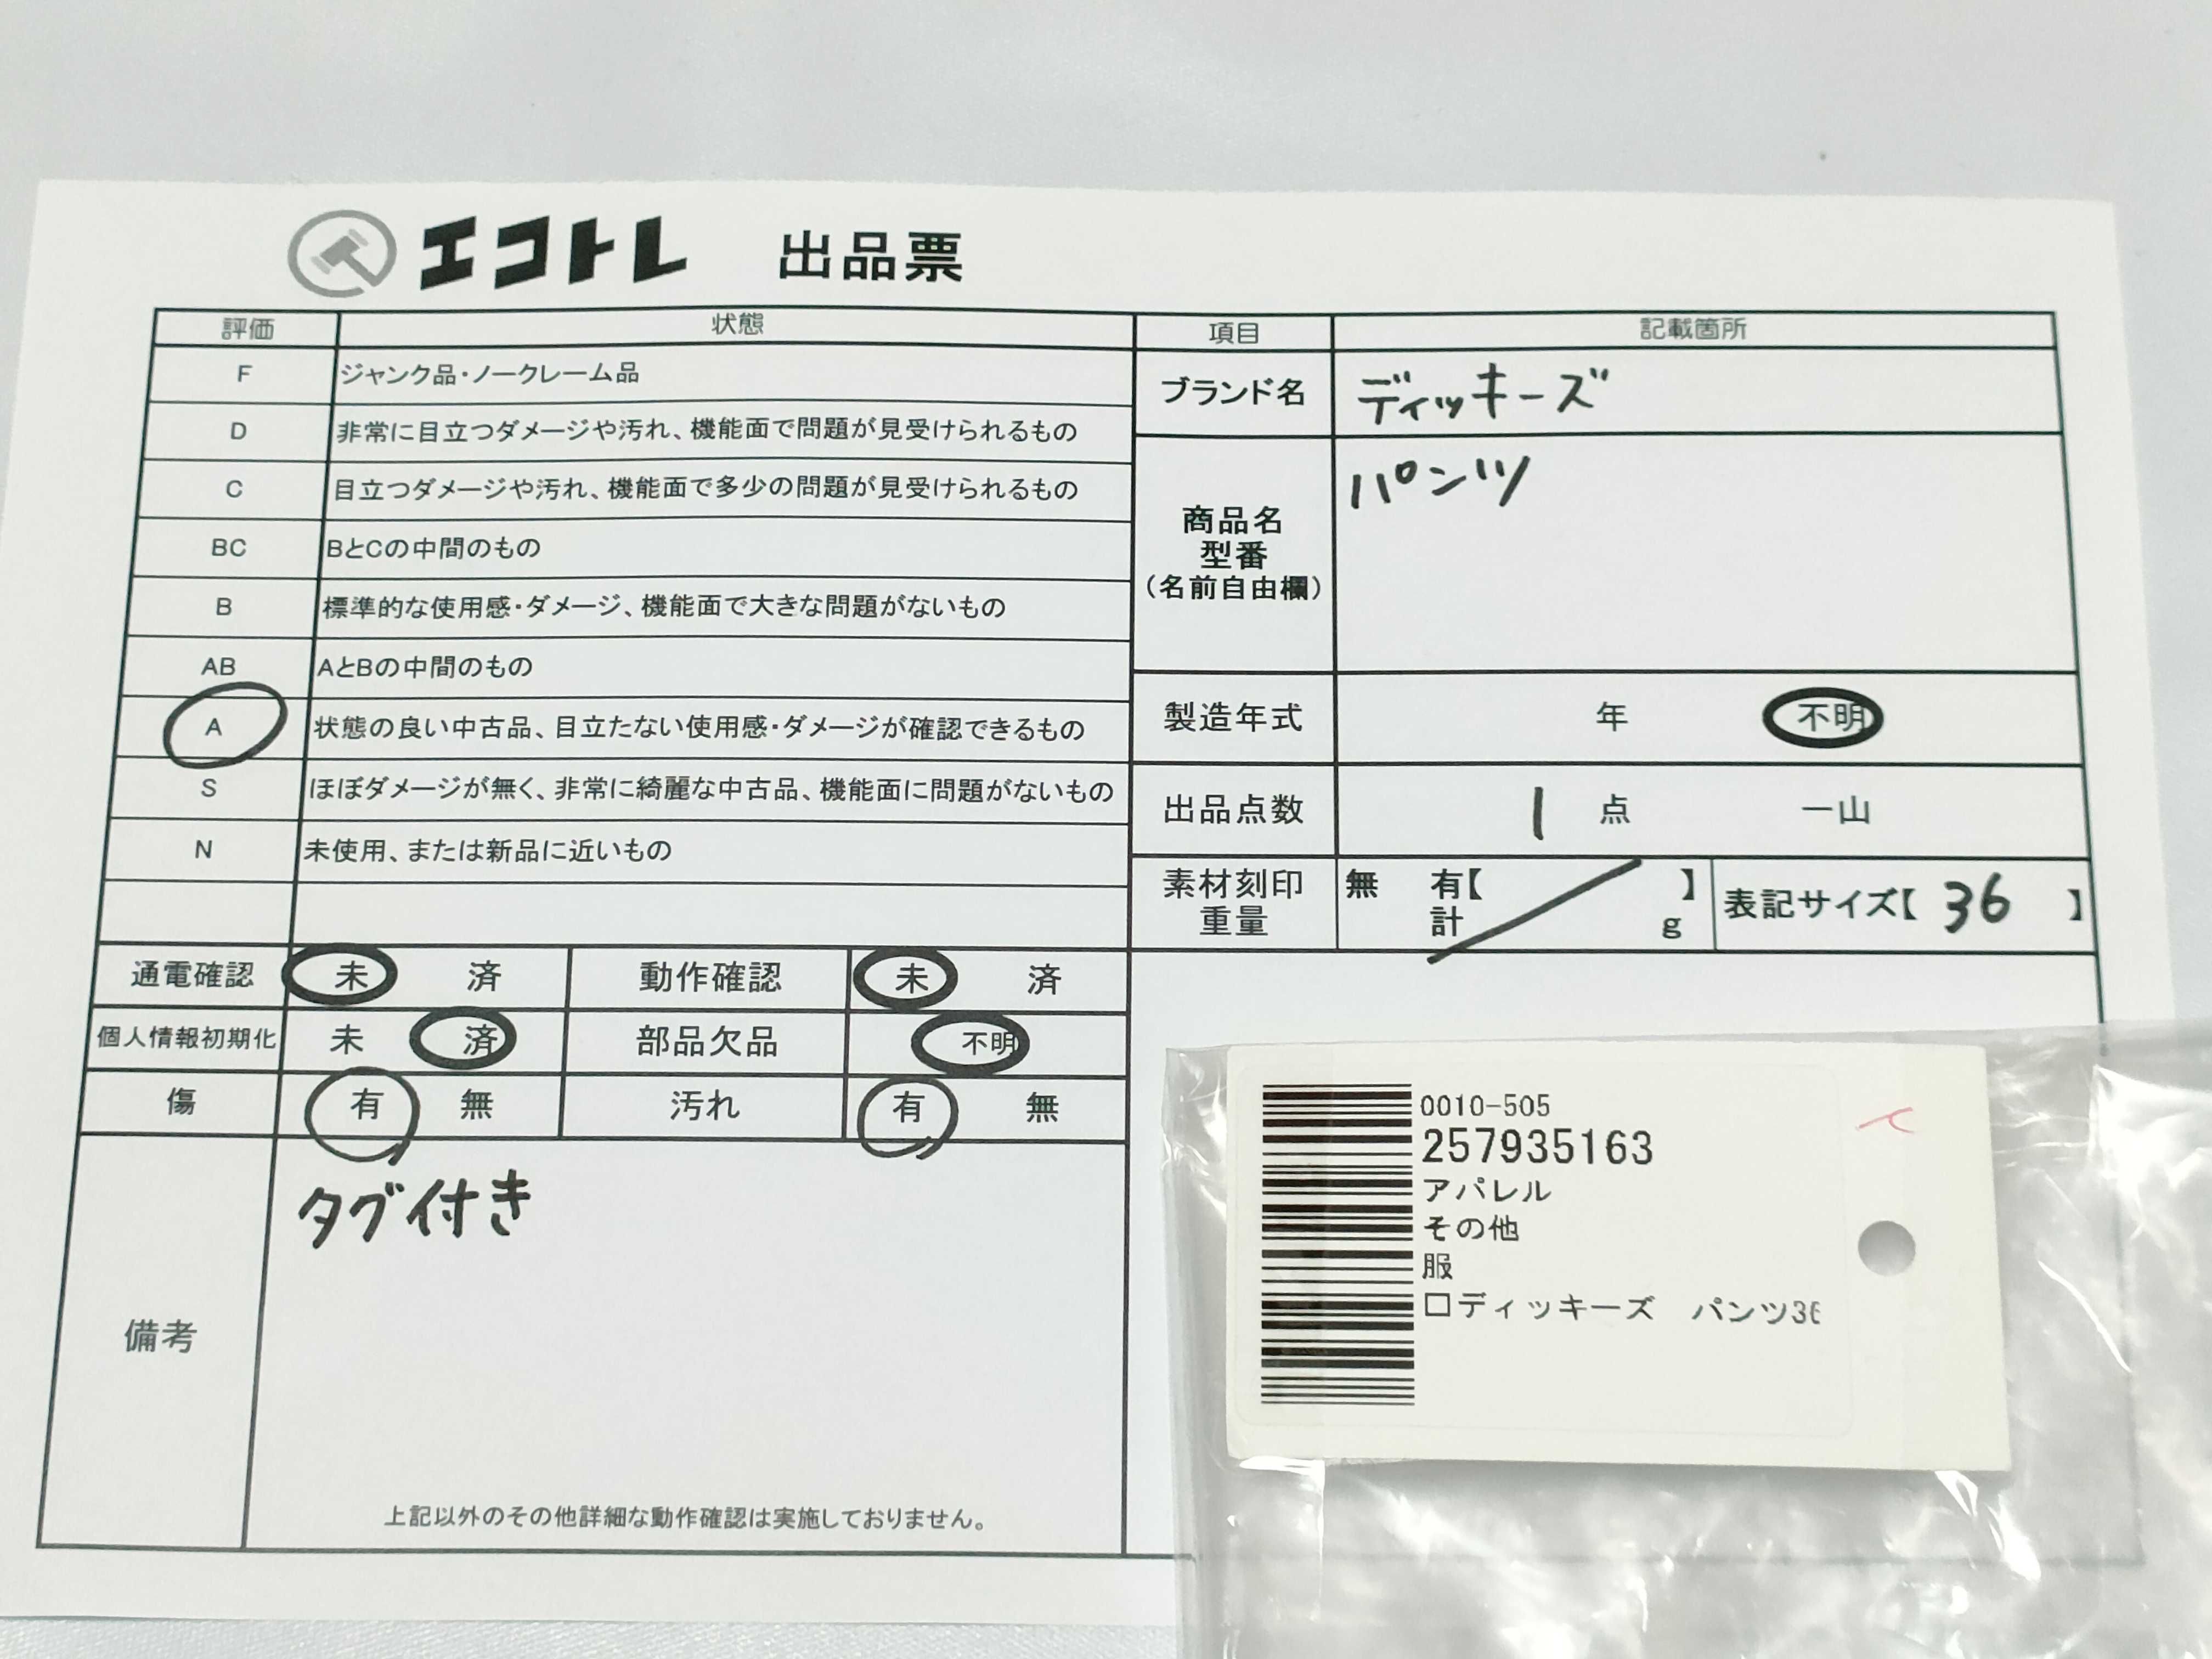 エコトレ 出品票
評価 状態
F ジャンク品・ノークレーム品
D 非常に目立つダメージや汚れ、機能面で問題が見受けられるもの
C 目立つダメージや汚れ、機能面で多少の問題が見受けられるもの
BC BとCの中間のもの
B 標準的な使用感・ダメージ、機能面で大きな問題がないもの
AB AとBの中間のもの
A 状態の良い中古品、目立たない使用感・ダメージが確認できるもの
S ほぼダメージが無く、非常に綺麗な中古品、機能面に問題がないもの
N 未使用、または新品に近いもの
通電確認 未 済 動作確認 未 済
個人情報初期化 未 済 部品欠品 不明
傷 有 無 汚れ 有 無
備考 タグ付き
上記以外のその他詳細な動作確認は実施しておりません。
項目 記載箇所
ブランド名 ディッキーズ
商品名 パンツ
型番
(名前自由欄)
製造年式 年 不明
出品点数 1 点 一山
素材刻印 無 有【 】
重量 計 g
表記サイズ【 36 】
0010-505
257935163
アパレル
その他
服
□ディッキーズ パンツ36